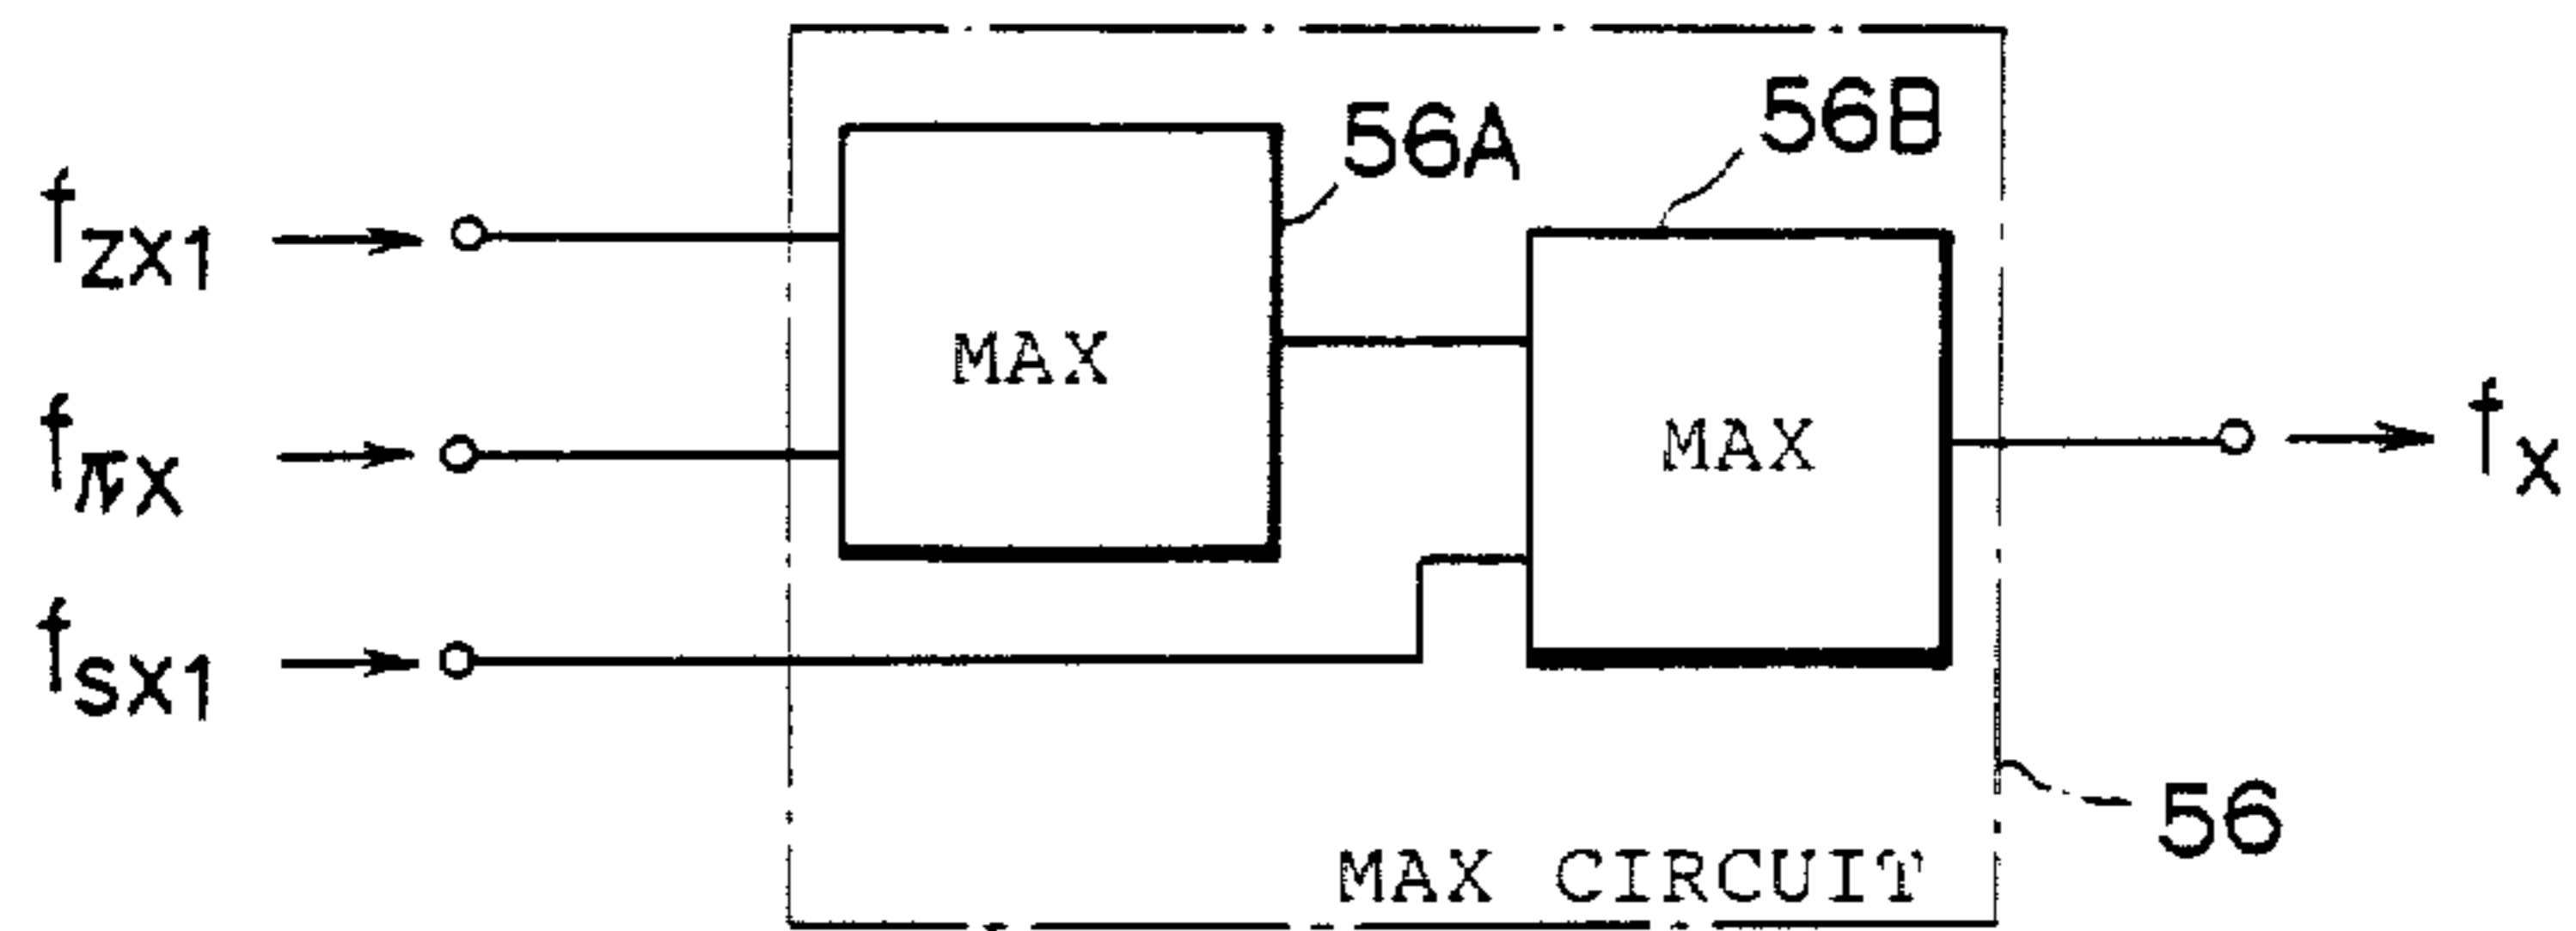 56B
56A
fzx1
MAX
fπx
MAX
fx
fsx1
56
MAX CIRCUIT